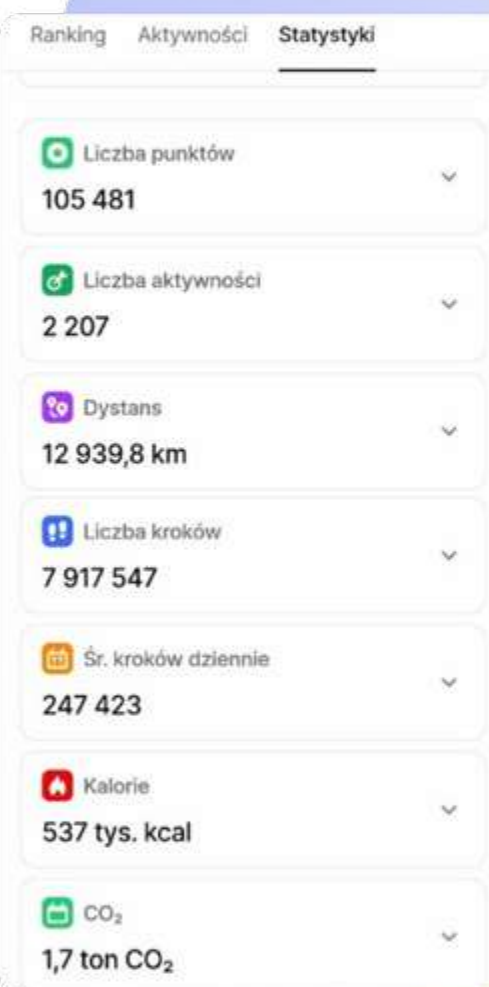 Ranking Aktywności Statystyki
Liczba punktów
105 481
Liczba aktywności
2 207
Dystans
12 939,8 km
Liczba kroków
7 917 547
Śr. kroków dziennie
247 423
Kalorie
537 tys. kcal
CO₂
1,7 ton CO₂